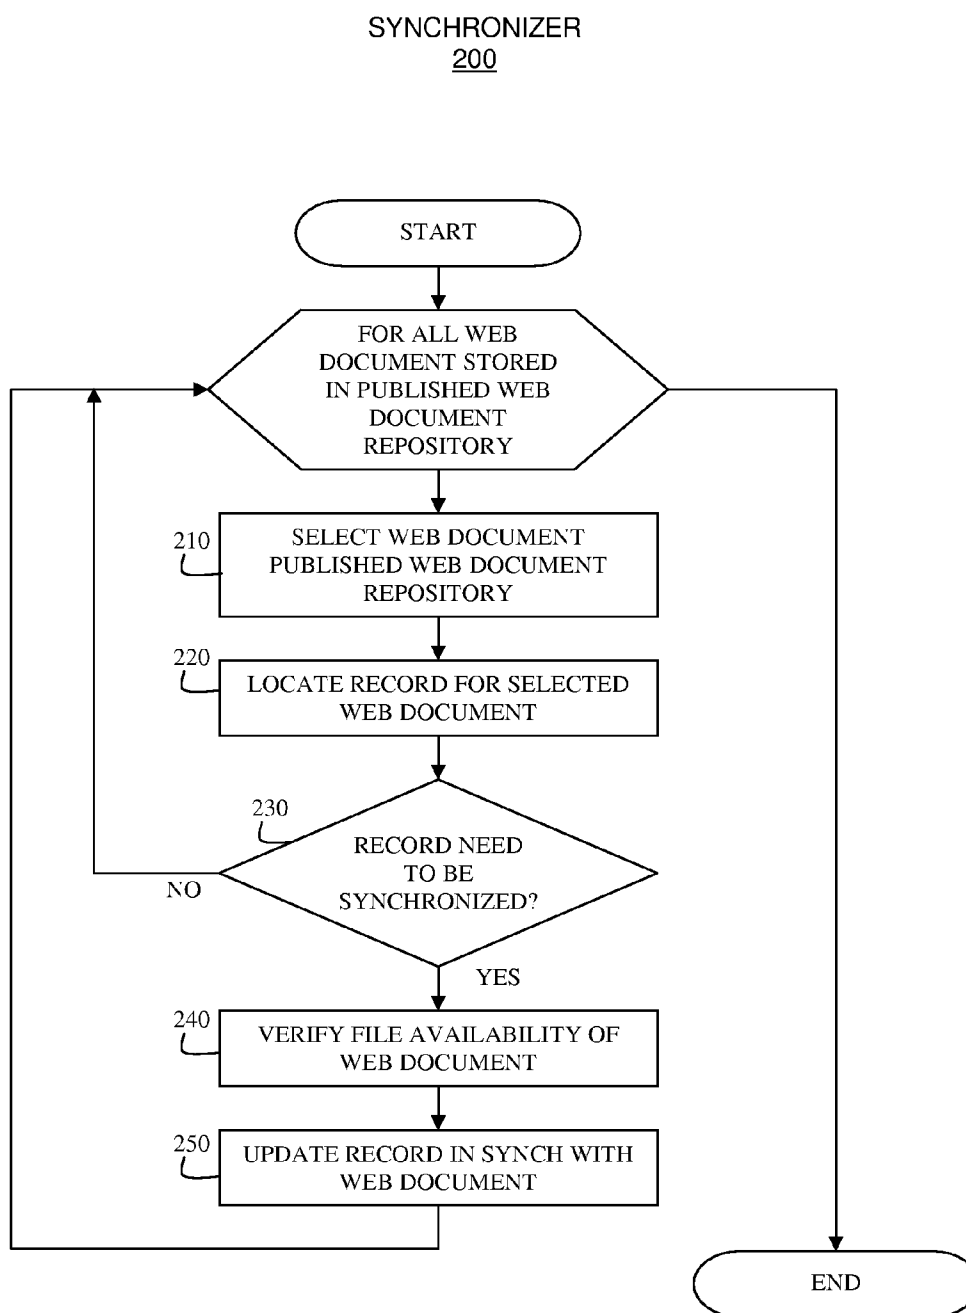 SYNCHRONIZER
200
START
FOR ALL WEB
DOCUMENT STORED
IN PUBLISHED WEB
DOCUMENT
REPOSITORY
210
SELECT WEB DOCUMENT
PUBLISHED WEB DOCUMENT
REPOSITORY
220
LOCATE RECORD FOR SELECTED
WEB DOCUMENT
230
RECORD NEED
TO BE
SYNCHRONIZED?
NO
YES
240
VERIFY FILE AVAILABILITY OF
WEB DOCUMENT
250
UPDATE RECORD IN SYNCH WITH
WEB DOCUMENT
END